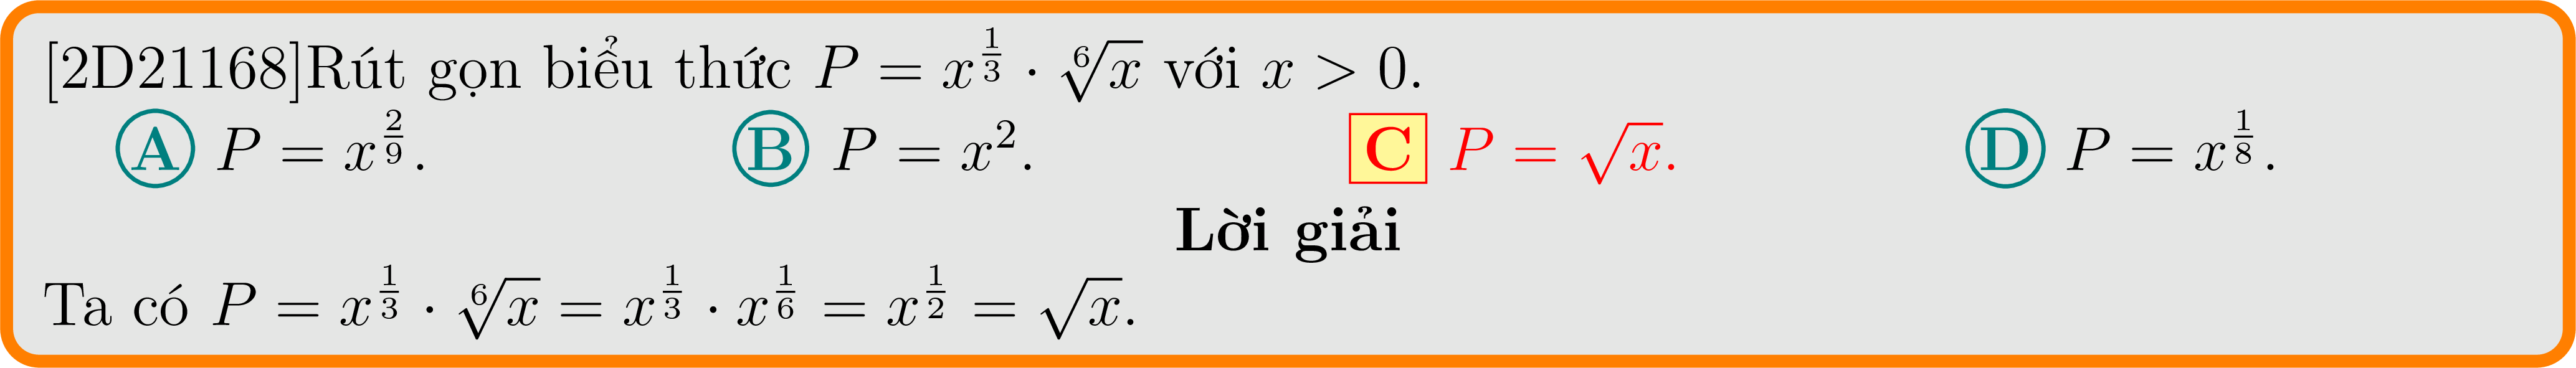 [2D21168]Rút gọn biểu thức $P = x^{\frac{1}{3}} \cdot \sqrt[6]{x}$ với $x > 0$.
A $P = x^{\frac{2}{9}}$. B $P = x^{2}$. C $P = \sqrt{x}$. D $P = x^{\frac{1}{8}}$.
Lời giải
Ta có $P = x^{\frac{1}{3}} \cdot \sqrt[6]{x} = x^{\frac{1}{3}} \cdot x^{\frac{1}{6}} = x^{\frac{1}{2}} = \sqrt{x}$.